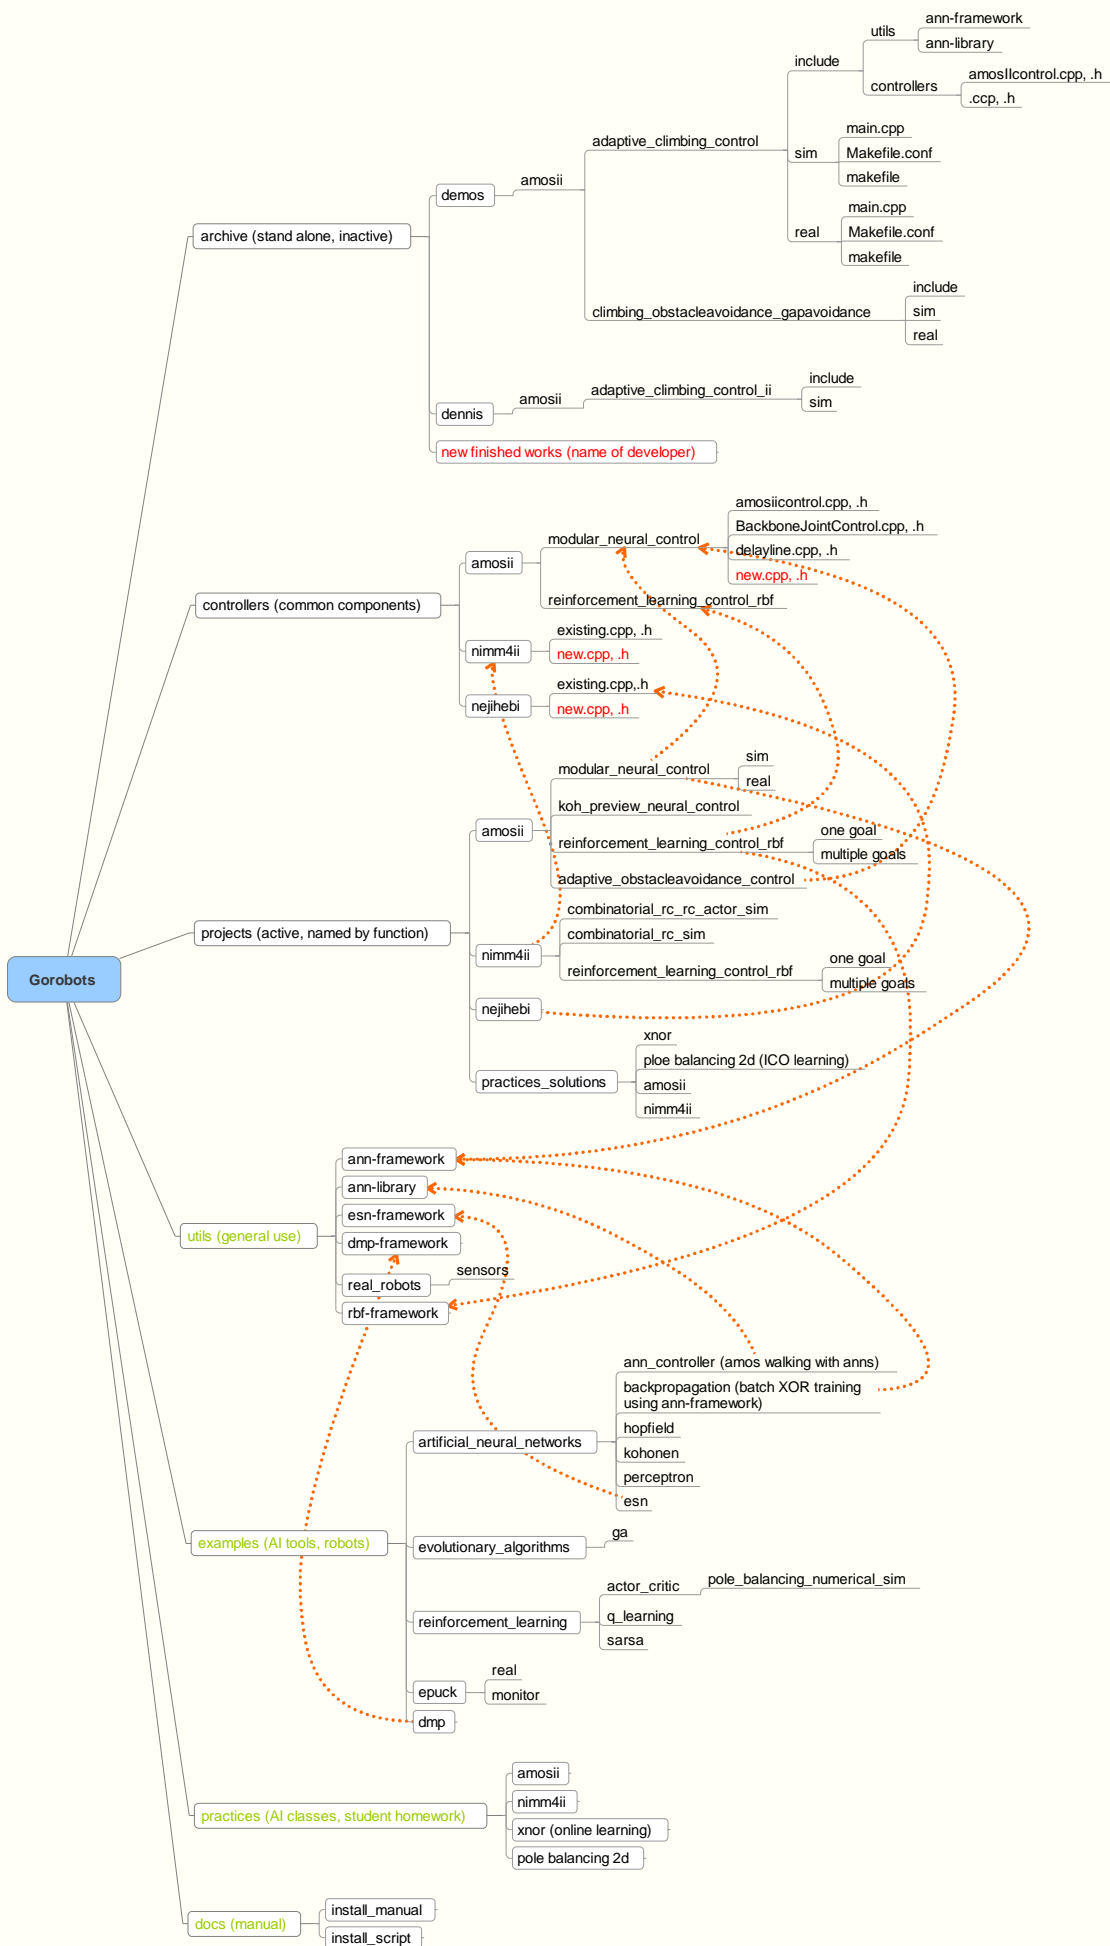 ann-framework
utils
ann-library
include
amosIIcontrol.cpp, .h
controllers
.ccp, .h
main.cpp
adaptive_climbing_control
sim
Makefile.conf
makefile
amosii
demos
main.cpp
real
Makefile.conf
makefile
archive (stand alone, inactive)
include
climbing_obstacleavoidance_gapavoidance
sim
real
include
adaptive_climbing_control_ii
amosii
sim
dennis
new finished works (name of developer)
amosiicontrol.cpp, .h
BackboneJointControl.cpp, .h
modular_neural_control
delayline.cpp, .h
amosii
new.cpp, .h
reinforcement_learning_control_rbf
controllers (common components)
existing.cpp, .h
nimm4ii
new.cpp, .h
existing.cpp,.h
nejihebi
new.cpp, .h
sim
modular_neural_control
real
koh_preview_neural_control
amosii
one goal
reinforcement_learning_control_rbf
multiple goals
adaptive_obstacleavoidance_control
combinatorial_rc_rc_actor_sim
projects (active, named by function)
combinatorial_rc_sim
nimm4ii
one goal
reinforcement_learning_control_rbf
multiple goals
Gorobots
nejihebi
xnor
ploe balancing 2d (ICO learning)
practices_solutions
amosii
nimm4ii
ann-framework
ann-library
esn-framework
utils (general use)
dmp-framework
sensors
real_robots
rbf-framework
ann_controller (amos walking with anns)
backpropagation (batch XOR training
using ann-framework)
hopfield
artificial_neural_networks
kohonen
perceptron
esn
ga
examples (AI tools, robots)
evolutionary_algorithms
pole_balancing_numerical_sim
actor_critic
reinforcement_learning
q_learning
sarsa
real
epuck
monitor
dmp
amosii
nimm4ii
practices (AI classes, student homework)
xnor (online learning)
pole balancing 2d
install_manual
docs (manual)
install_script